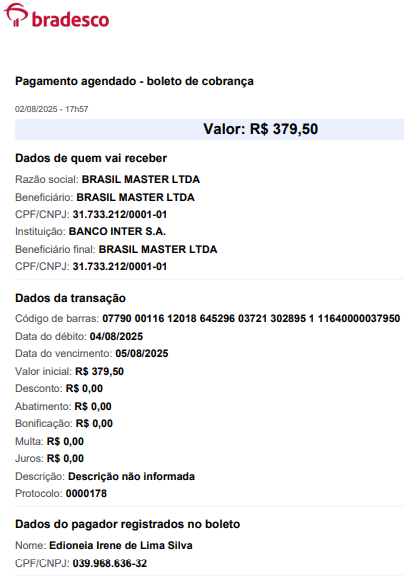 bradesco
Pagamento agendado - boleto de cobrança
02/08/2025 - 17h57
Valor: R$ 379,50
Dados de quem vai receber
Razão social: BRASIL MASTER LTDA
Beneficiário: BRASIL MASTER LTDA
CPF/CNPJ: 31.733.212/0001-01
Instituição: BANCO INTER S.A.
Beneficiário final: BRASIL MASTER LTDA
CPF/CNPJ: 31.733.212/0001-01
Dados da transação
Código de barras: 07790 00116 12018 645296 03721 302895 1 11640000037950
Data do débito: 04/08/2025
Data do vencimento: 05/08/2025
Valor inicial: R$ 379,50
Desconto: R$ 0,00
Abatimento: R$ 0,00
Bonificação: R$ 0,00
Multa: R$ 0,00
Juros: R$ 0,00
Descrição: Descrição não informada
Protocolo: 0000178
Dados do pagador registrados no boleto
Nome: Edioneia Irene de Lima Silva
CPF/CNPJ: 039.968.636-32